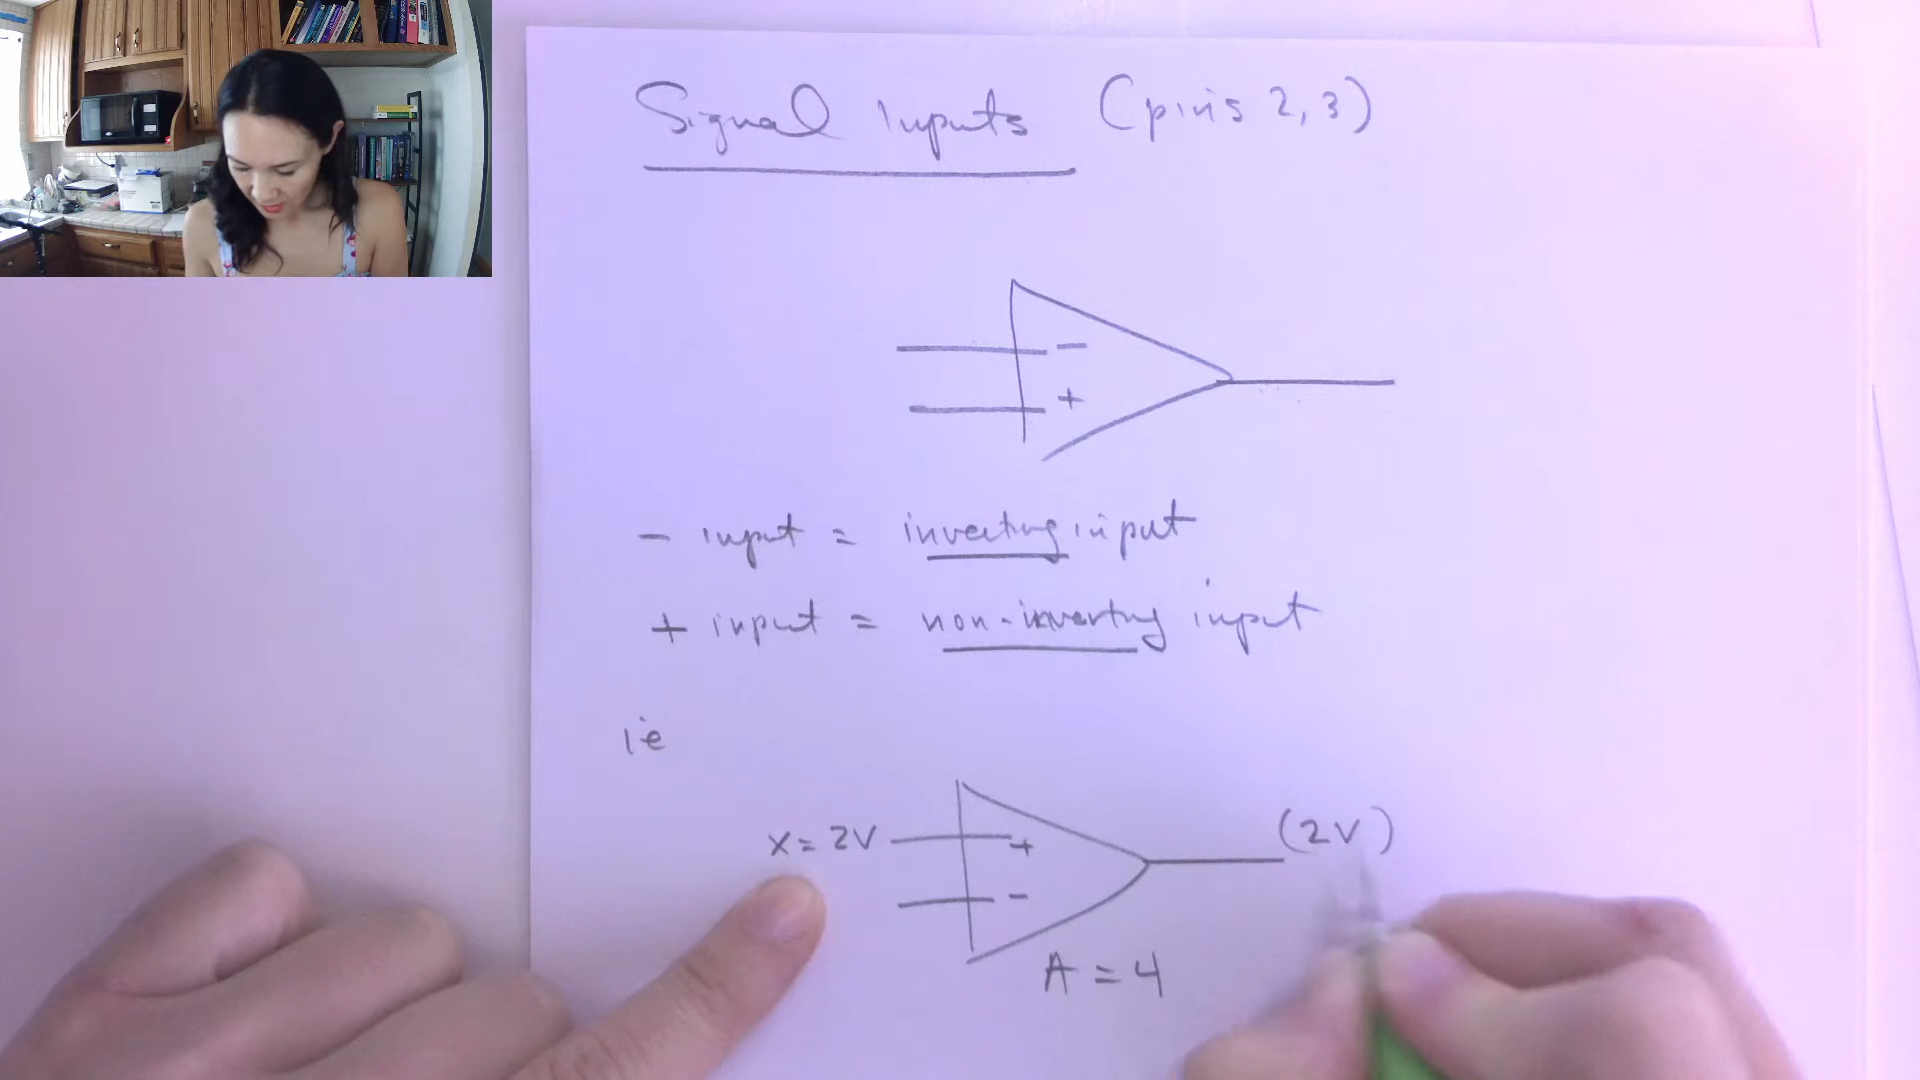 Signal Inputs (pins 2, 3)
-
+
- input = inverting input
+ input = non-inverting input
ie
x = 2V + (2V)
-
A = 4